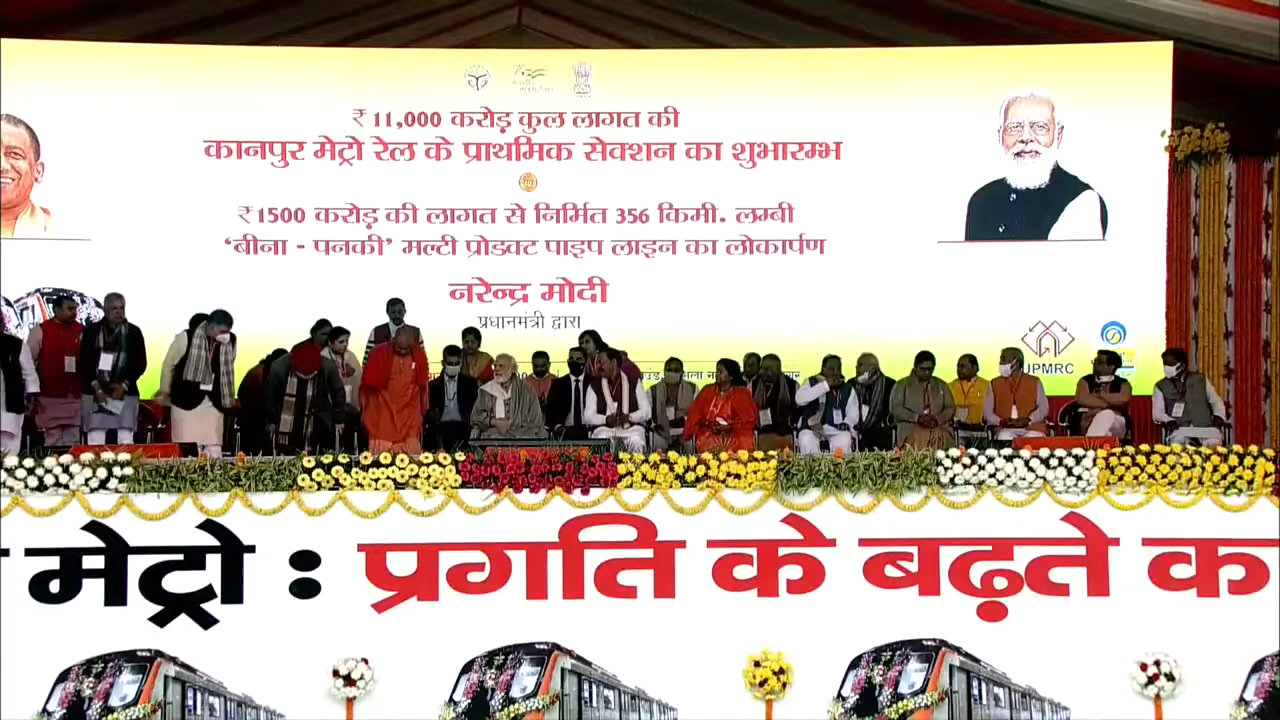 ₹ 11,000 करोड़ कुल लागत की
कानपुर मेट्रो रेल के प्राथमिक सेक्शन का शुभारम्भ
₹ 1500 करोड़ की लागत से निर्मित 356 किमी. लम्बी
‘बीना - पनकी’ मल्टी प्रोडक्ट पाइप लाइन का लोकार्पण
नरेन्द्र मोदी
प्रधानमंत्री द्वारा
UPMRC
मेट्रो : प्रगति के बढ़ते क